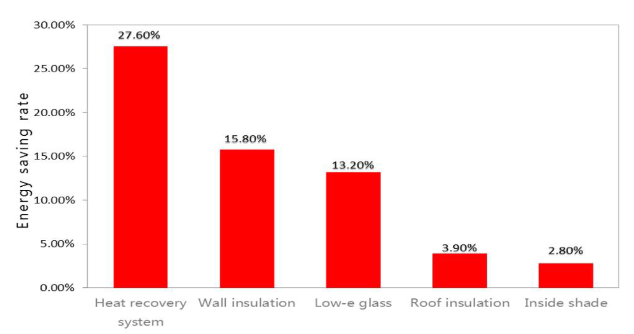 30.00%
25.00%
20.00%
15.00%
10.00%
5.00%
0.00%
Energy saving rate
27.60%
15.80%
13.20%
3.90%
2.80%
Heat recovery
system
Wall insulation
Low-e glass
Roof insulation
Inside shade